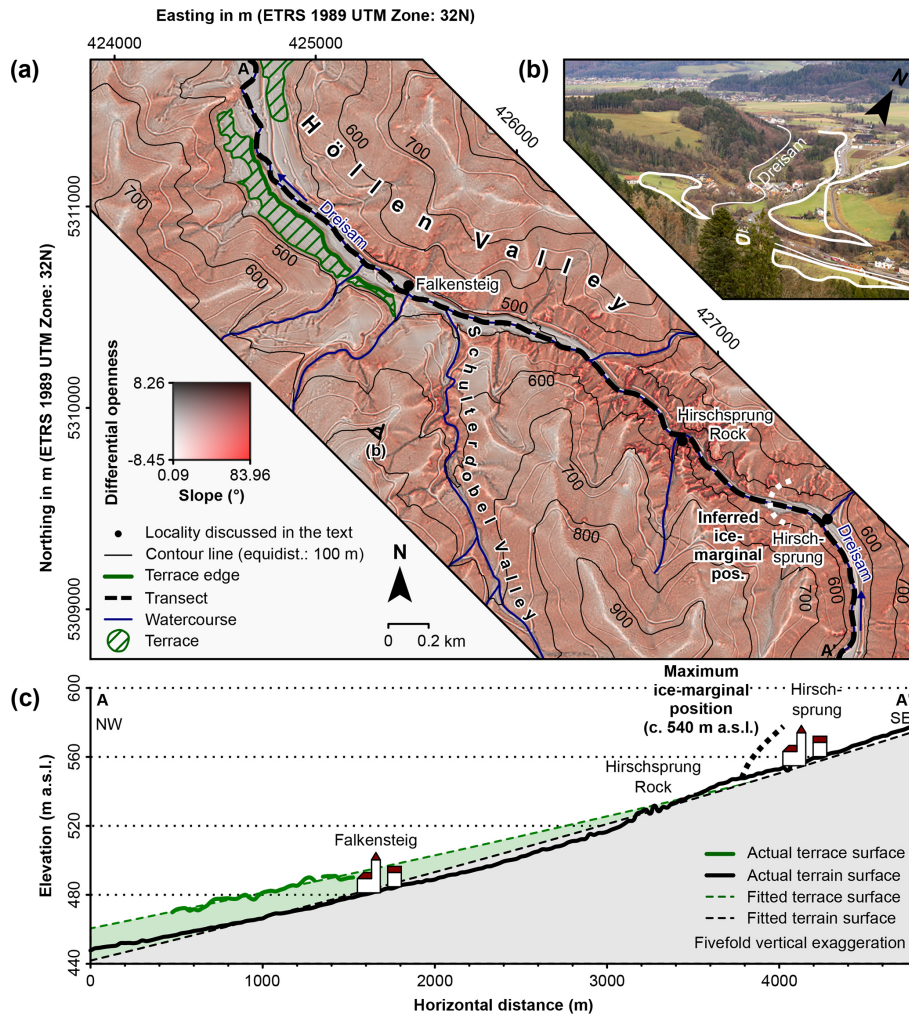 Easting in m (ETRS 1989 UTM Zone: 32N)
424000
425000
(a)
A
426000
427000
Höllen Valley
600
700
700
600
500
Dreisam
Falkensteig
500
600
Schulterdobel Valley
Hirschsprung
Rock
(b)
700
800
900
Inferred
ice-
marginal
pos.
Hirsch-
sprung
Dreisam
600
700
600
700
A'
5311000
5310000
5309000
Northing in m (ETRS 1989 UTM Zone: 32N)
Differential openness
8.26
-8.45
0.09
83.96
Slope (°)
Locality discussed in the text
Contour line (equidist.: 100 m)
Terrace edge
Transect
Watercourse
Terrace
N
0
0.2 km
(b)
N
Dreisam
(c)
600
560
520
480
440
Elevation (m a.s.l.)
A
NW
Maximum
ice-marginal
position
(c. 540 m a.s.l.)
Hirsch-
sprung
A'
SE
Hirschsprung
Rock
Falkensteig
Actual terrace surface
Actual terrain surface
Fitted terrace surface
Fitted terrain surface
Fivefold vertical exaggeration
0
1000
2000
3000
4000
Horizontal distance (m)